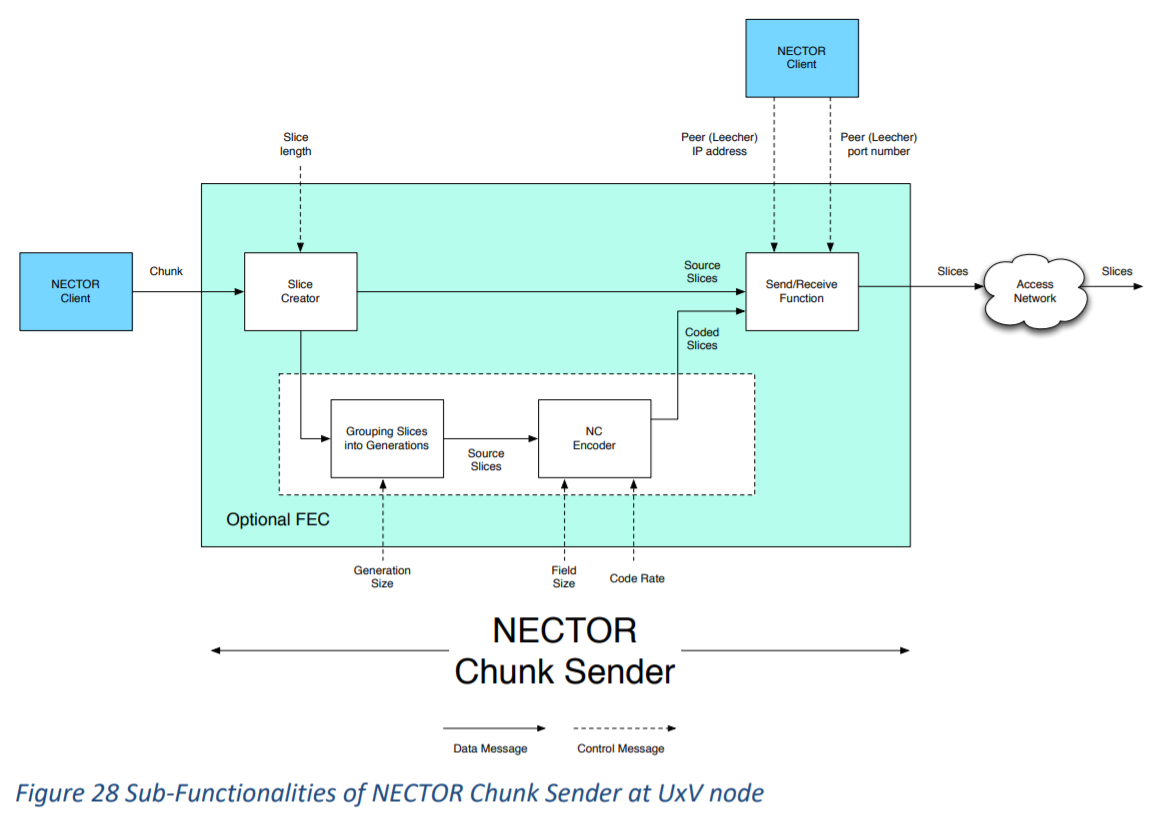 NECTOR
Client
Slice
length
Peer (Leecher)
IP address
Peer (Leecher)
port number
NECTOR
Client
Chunk
Slice
Creator
Source
Slices
Send/Receive
Function
Slices
Access
Network
Slices
Coded
Slices
Grouping Slices
into Generations
Source
Slices
NC
Encoder
Optional FEC
Generation
Size
Field
Size
Code Rate
NECTOR
Chunk Sender
Data Message
Control Message
Figure 28 Sub-Functionalities of NECTOR Chunk Sender at UxV node